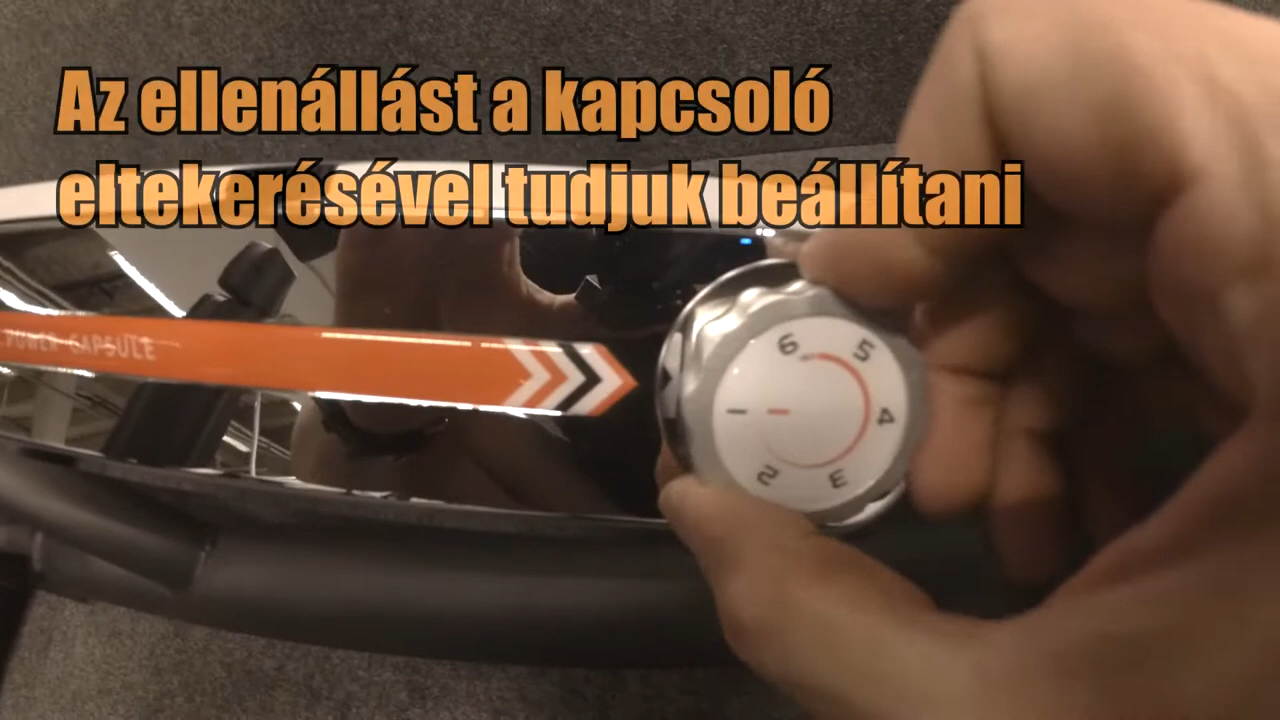 Az ellenállást a kapcsoló
eltekerésével tudjuk beállítani
POWER CAPSULE
6 5
1 4
2 3